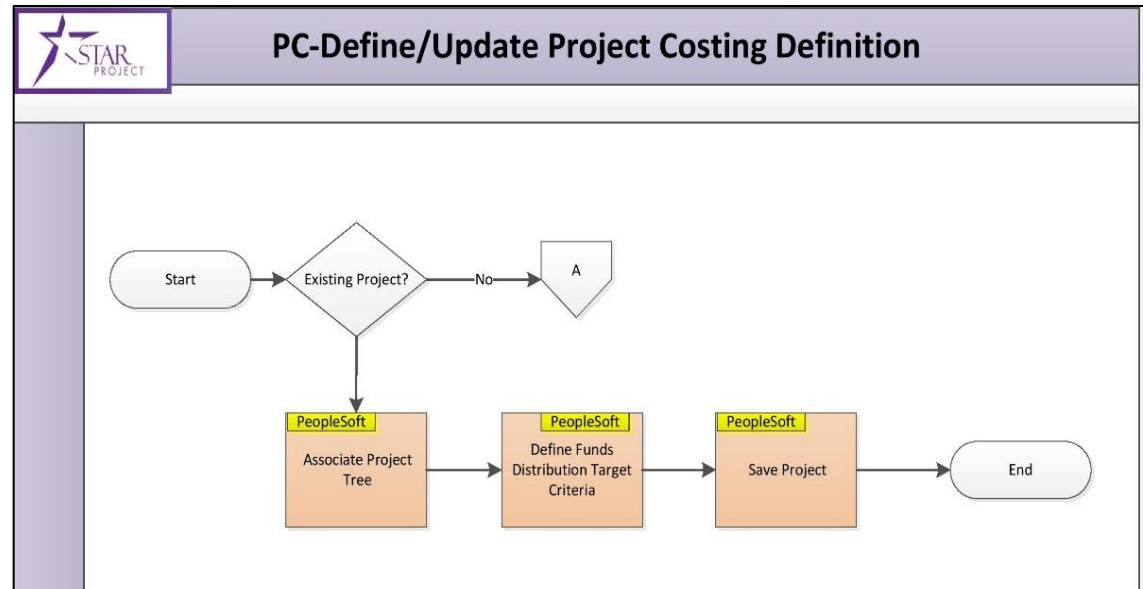 STAR
PROJECT
PC-Define/Update Project Costing Definition
Start
Existing Project?
No
A
PeopleSoft
Associate Project
Tree
PeopleSoft
Define Funds
Distribution Target
Criteria
PeopleSoft
Save Project
End